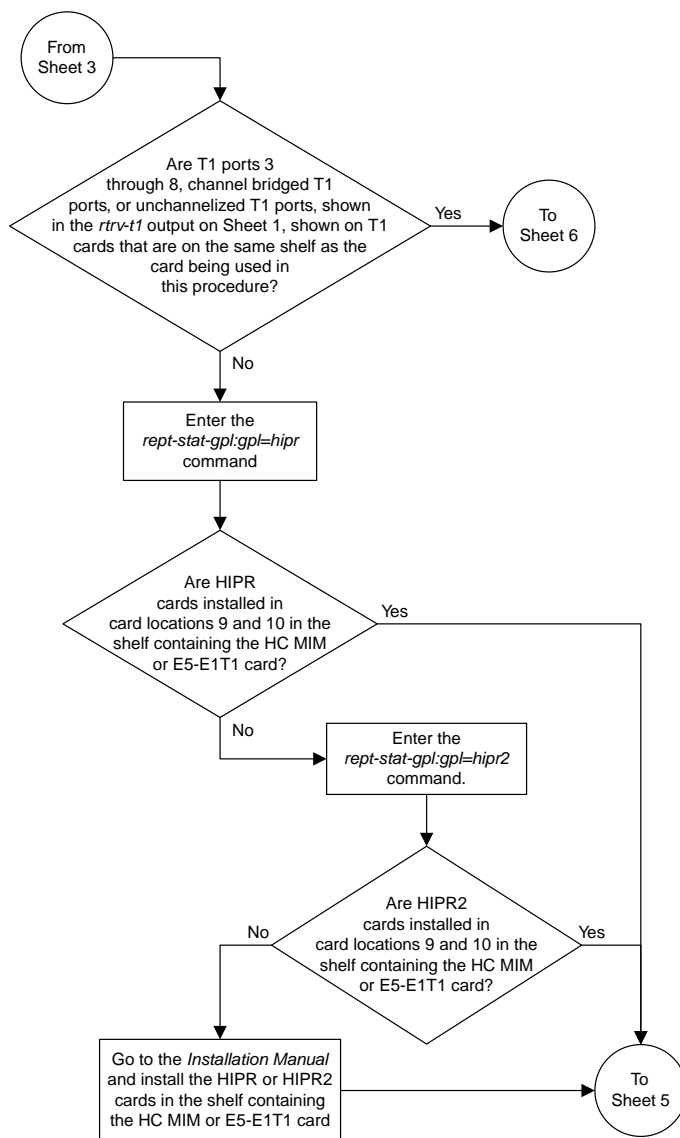 From
Sheet 3
Are T1 ports 3
through 8, channel bridged T1
ports, or unchannelized T1 ports, shown
in the rtrv-t1 output on Sheet 1, shown on T1
cards that are on the same shelf as the
card being used in
this procedure?
Yes
To
Sheet 6
No
Enter the
rept-stat-gpl:gpl=hipr
command
Are HIPR
cards installed in
card locations 9 and 10 in the
shelf containing the HC MIM
or E5-E1T1 card?
Yes
No
Enter the
rept-stat-gpl:gpl=hipr2
command.
Are HIPR2
cards installed in
card locations 9 and 10 in the
shelf containing the HC MIM
or E5-E1T1 card?
No
Yes
Go to the Installation Manual
and install the HIPR or HIPR2
cards in the shelf containing
the HC MIM or E5-E1T1 card
To
Sheet 5